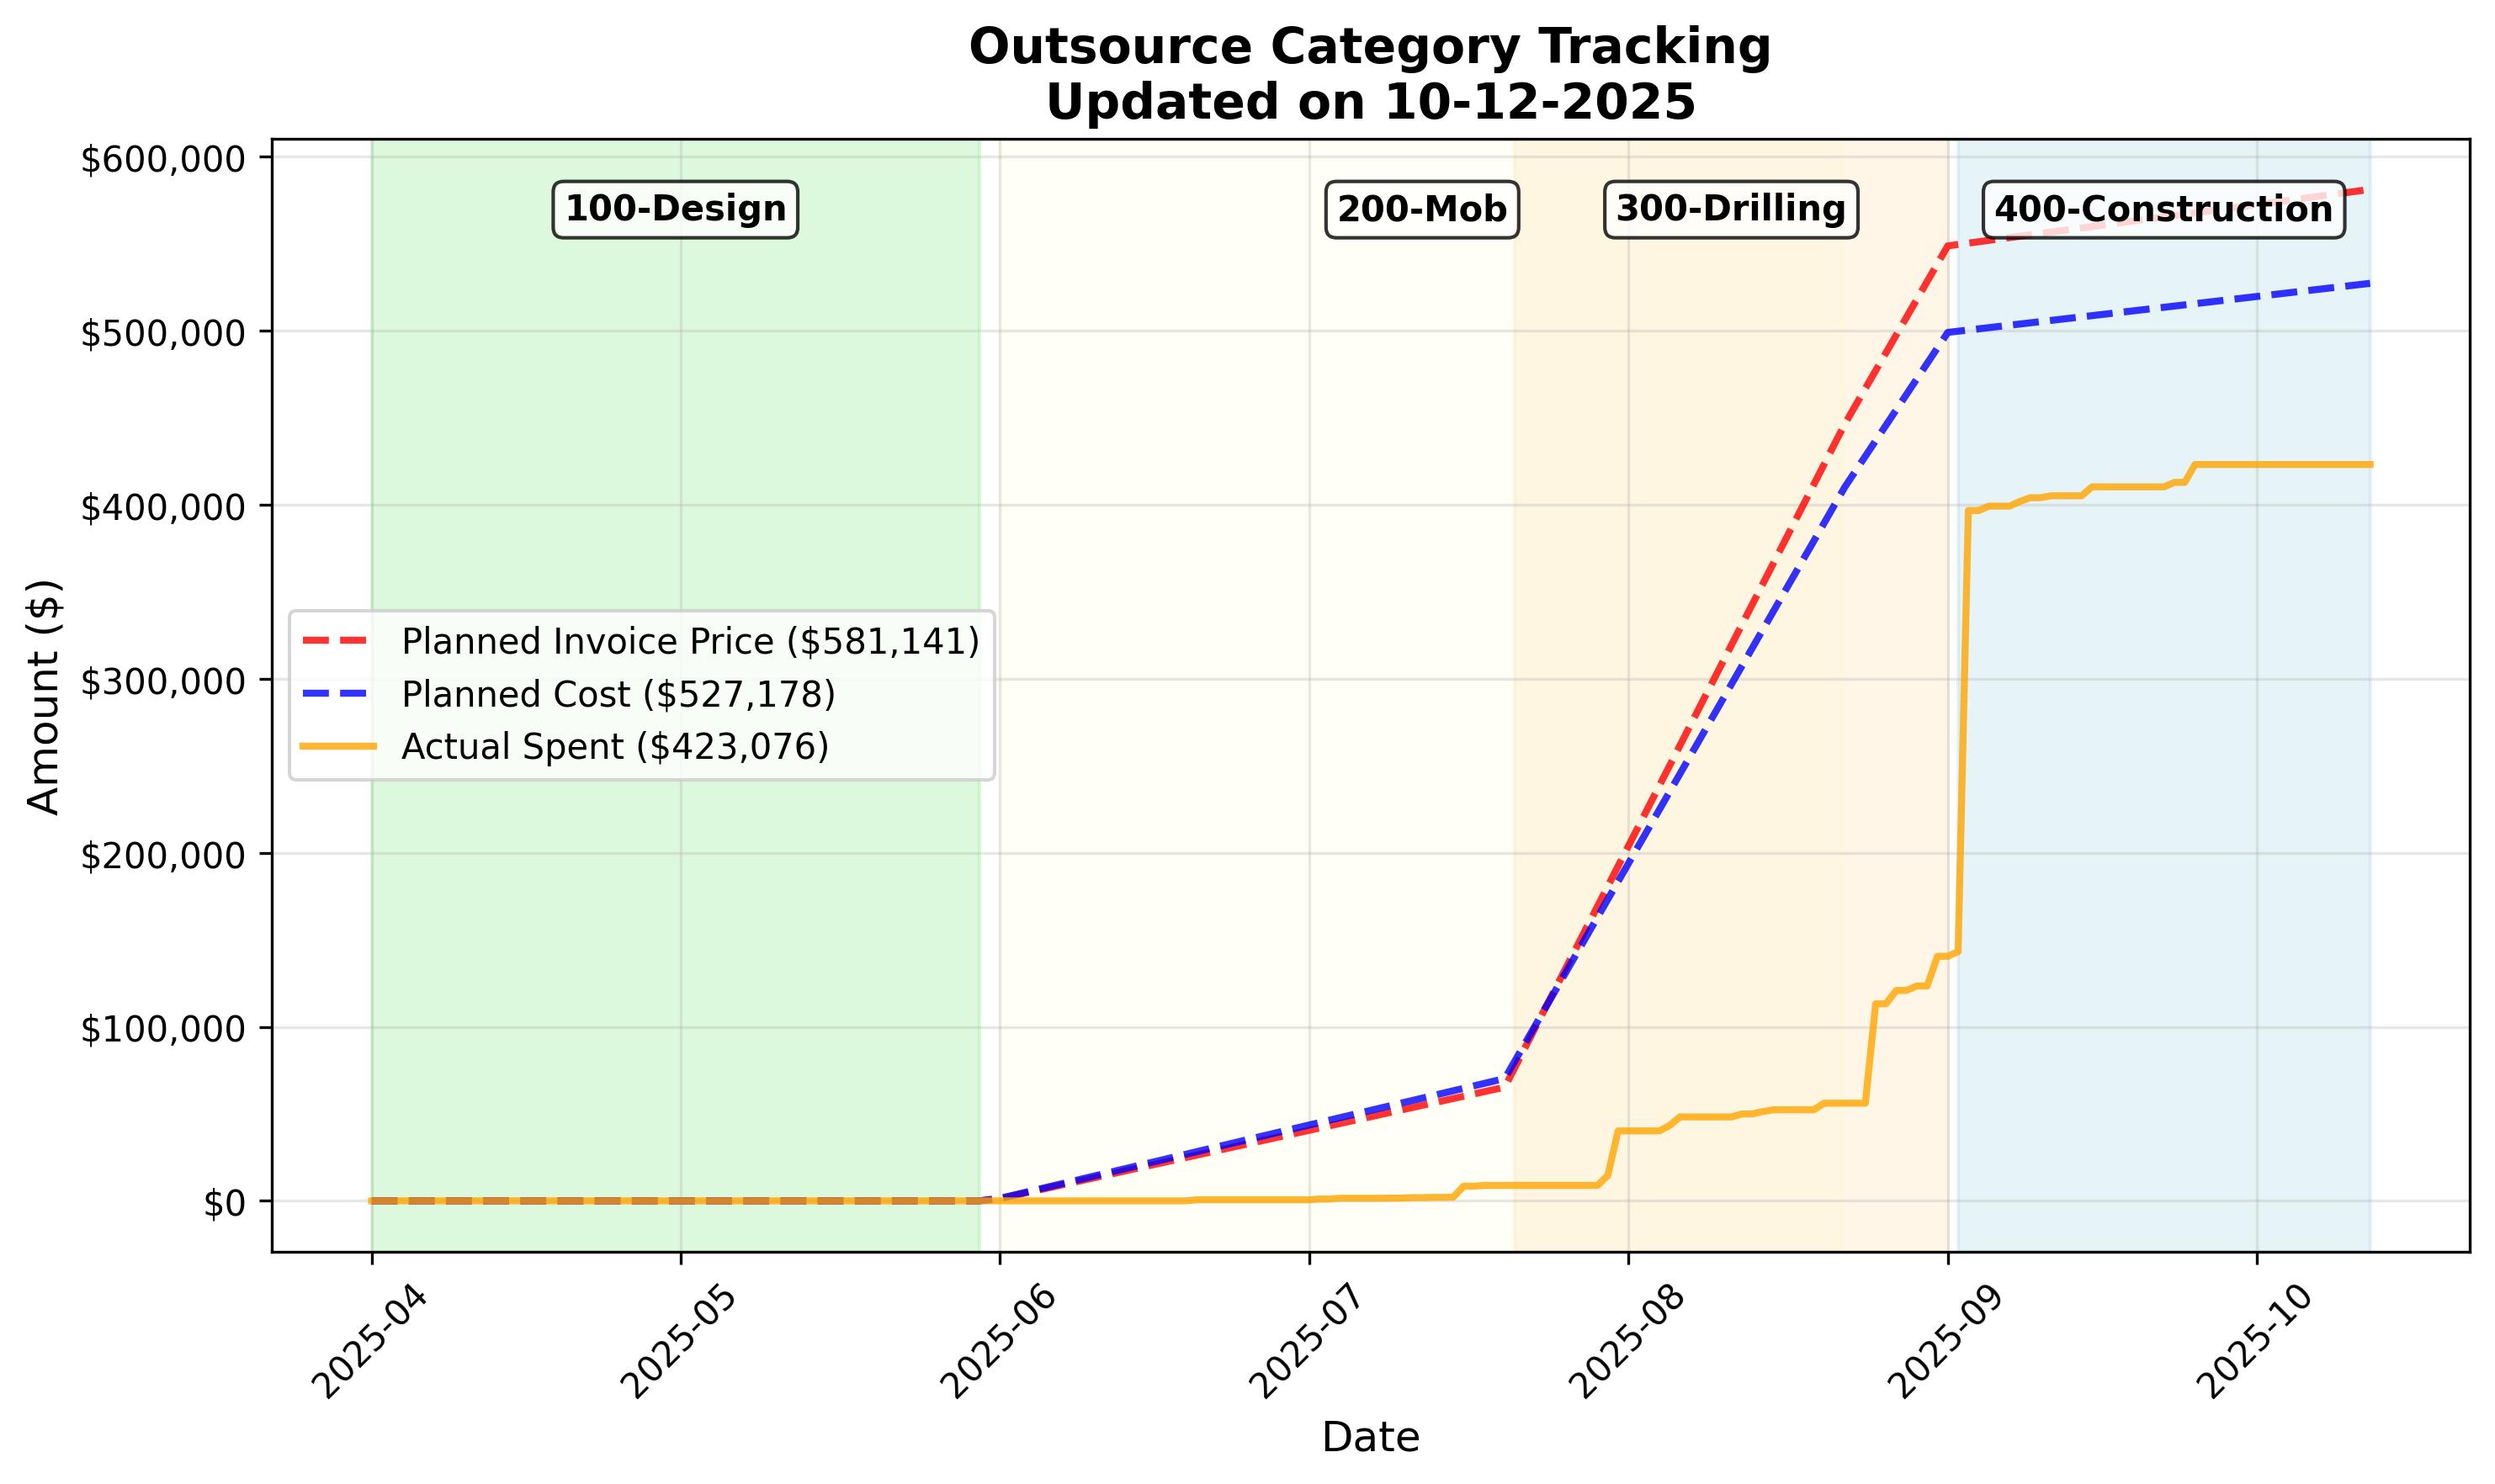 Outsource Category Tracking
Updated on 10-12-2025
$600,000
$500,000
$400,000
$300,000
$200,000
$100,000
$0
Amount ($)
100-Design
200-Mob
300-Drilling
400-Construction
Planned Invoice Price ($581,141)
Planned Cost ($527,178)
Actual Spent ($423,076)
2025-04
2025-05
2025-06
2025-07
2025-08
2025-09
2025-10
Date